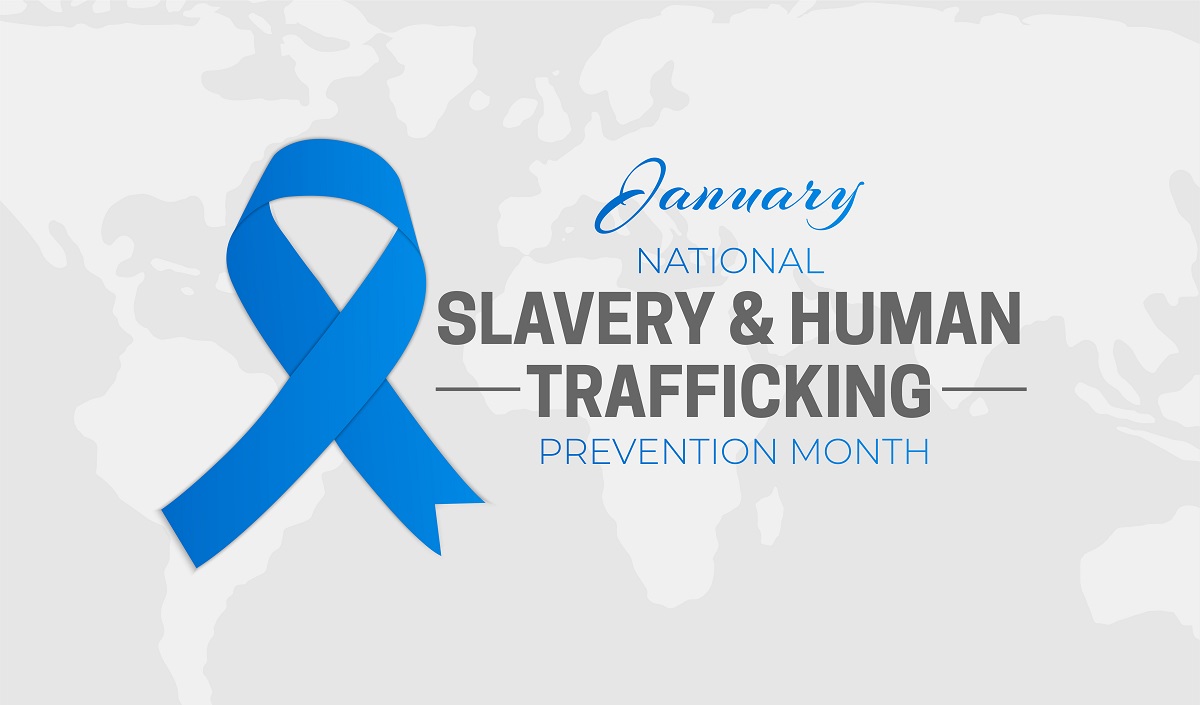 January
NATIONAL
SLAVERY & HUMAN
TRAFFICKING
PREVENTION MONTH